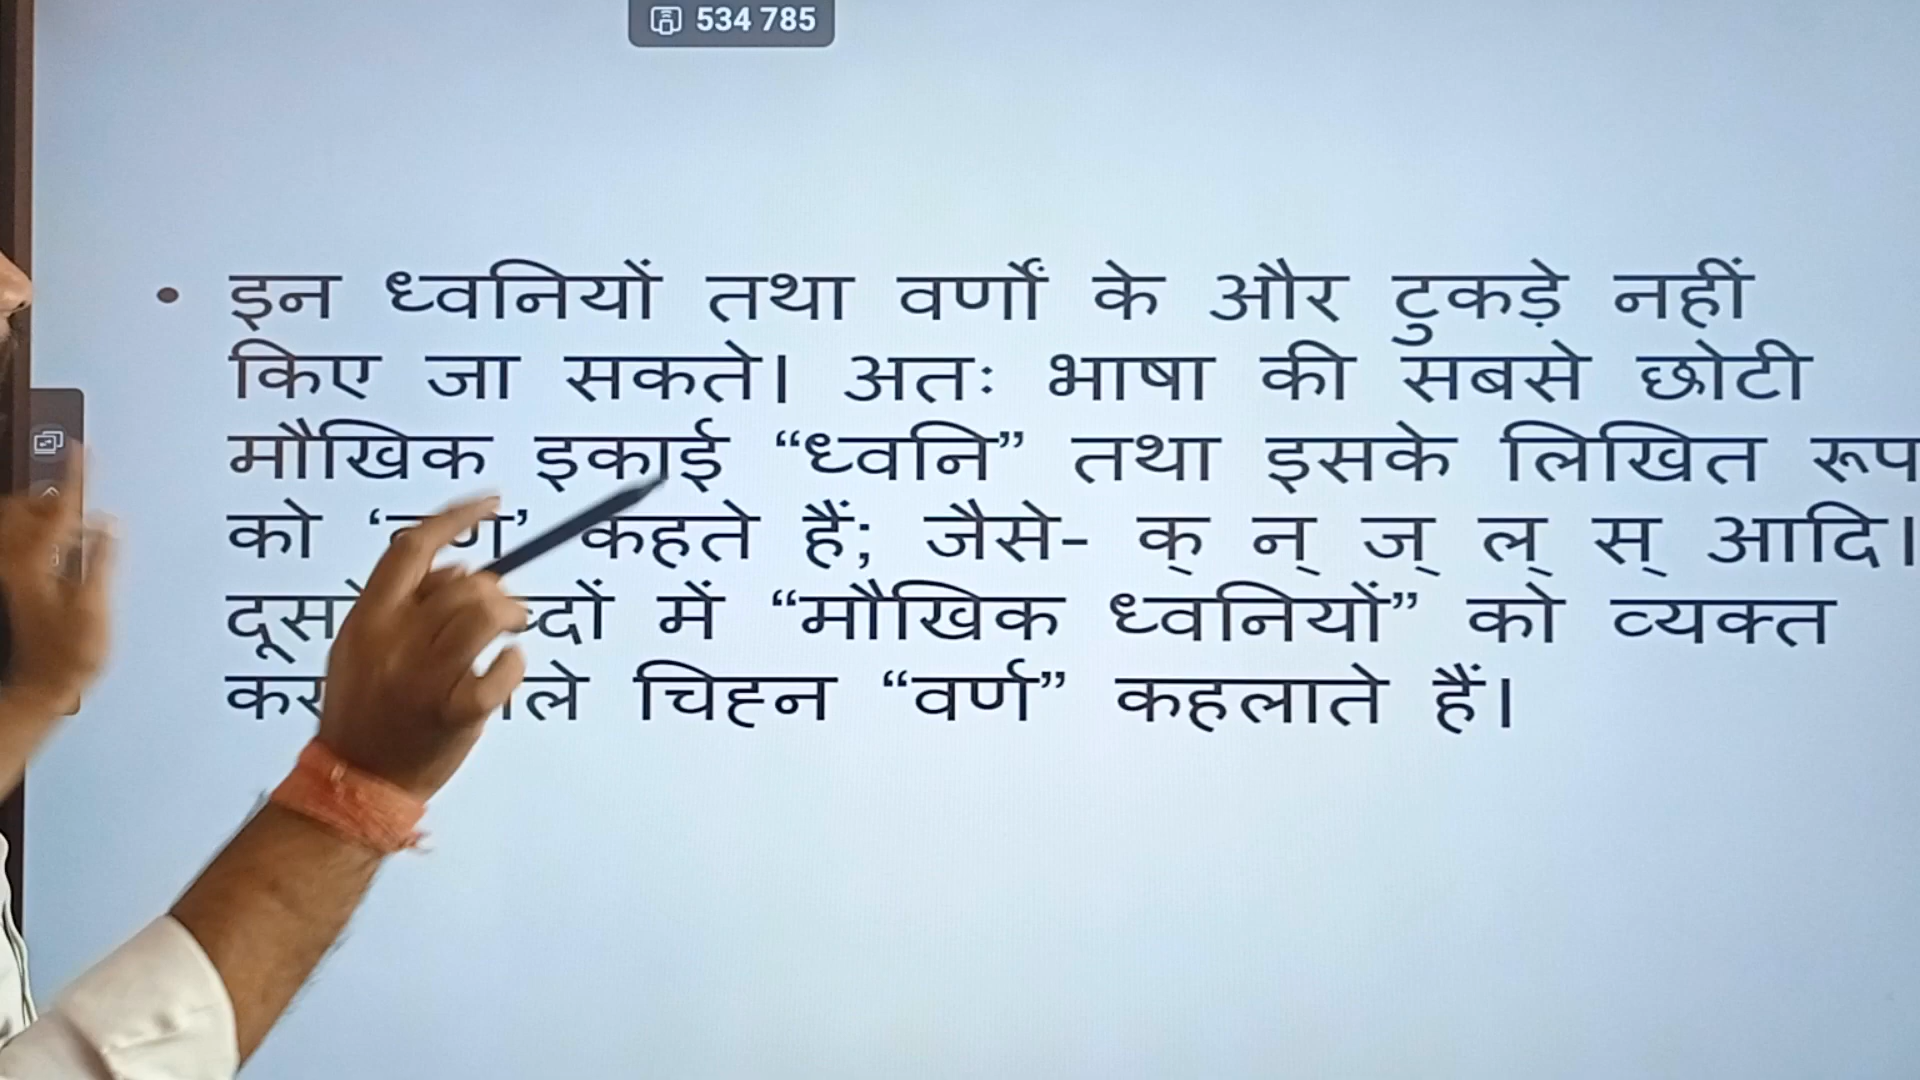 534 785
• इन ध्वनियों तथा वर्णों के और टुकड़े नहीं
किए जा सकते। अतः भाषा की सबसे छोटी
मौखिक इकाई “ध्वनि” तथा इसके लिखित रूप
को कहते हैं; जैसे- क् न् ज् ल् स् आदि।
में “मौखिक ध्वनियों” को व्यक्त
चिह्न “वर्ण” कहलाते हैं।